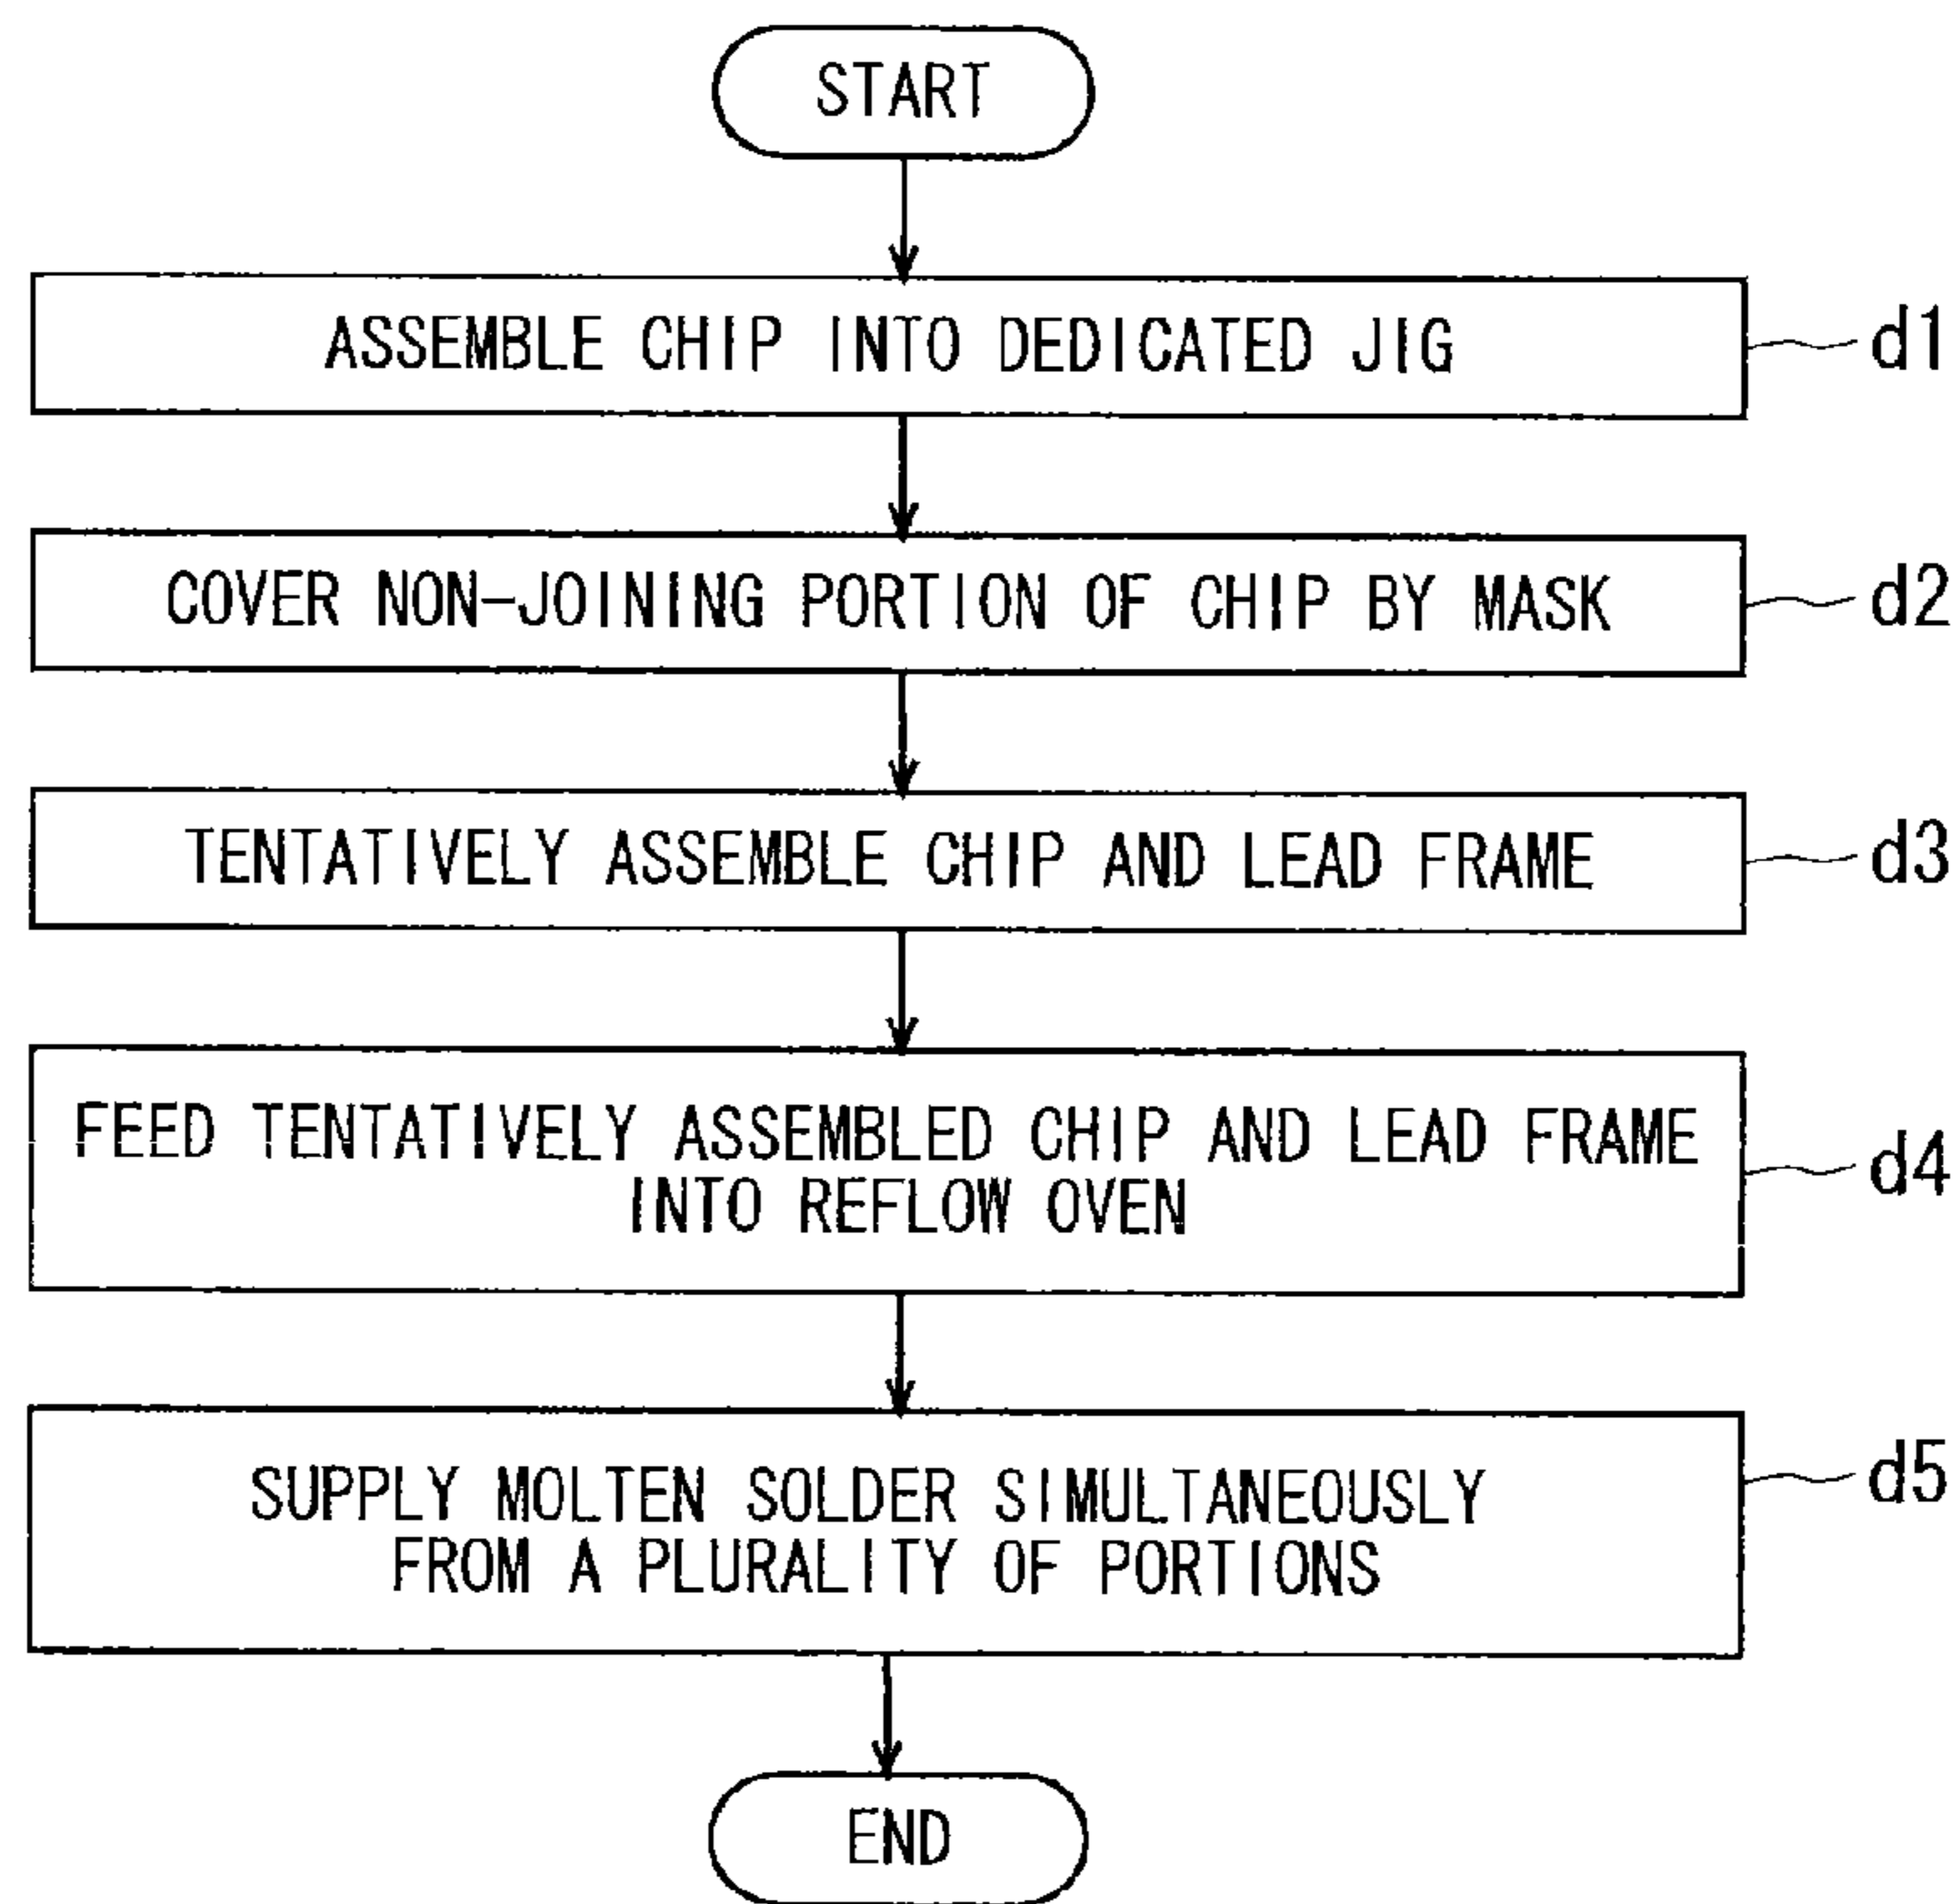 START
ASSEMBLE CHIP INTO DEDICATED JIG
d1
COVER NON-JOINING PORTION OF CHIP BY MASK
d2
TENTATIVELY ASSEMBLE CHIP AND LEAD FRAME
d3
FEED TENTATIVELY ASSEMBLED CHIP AND LEAD FRAME
INTO REFLOW OVEN
d4
SUPPLY MOLTEN SOLDER SIMULTANEOUSLY
FROM A PLURALITY OF PORTIONS
d5
END